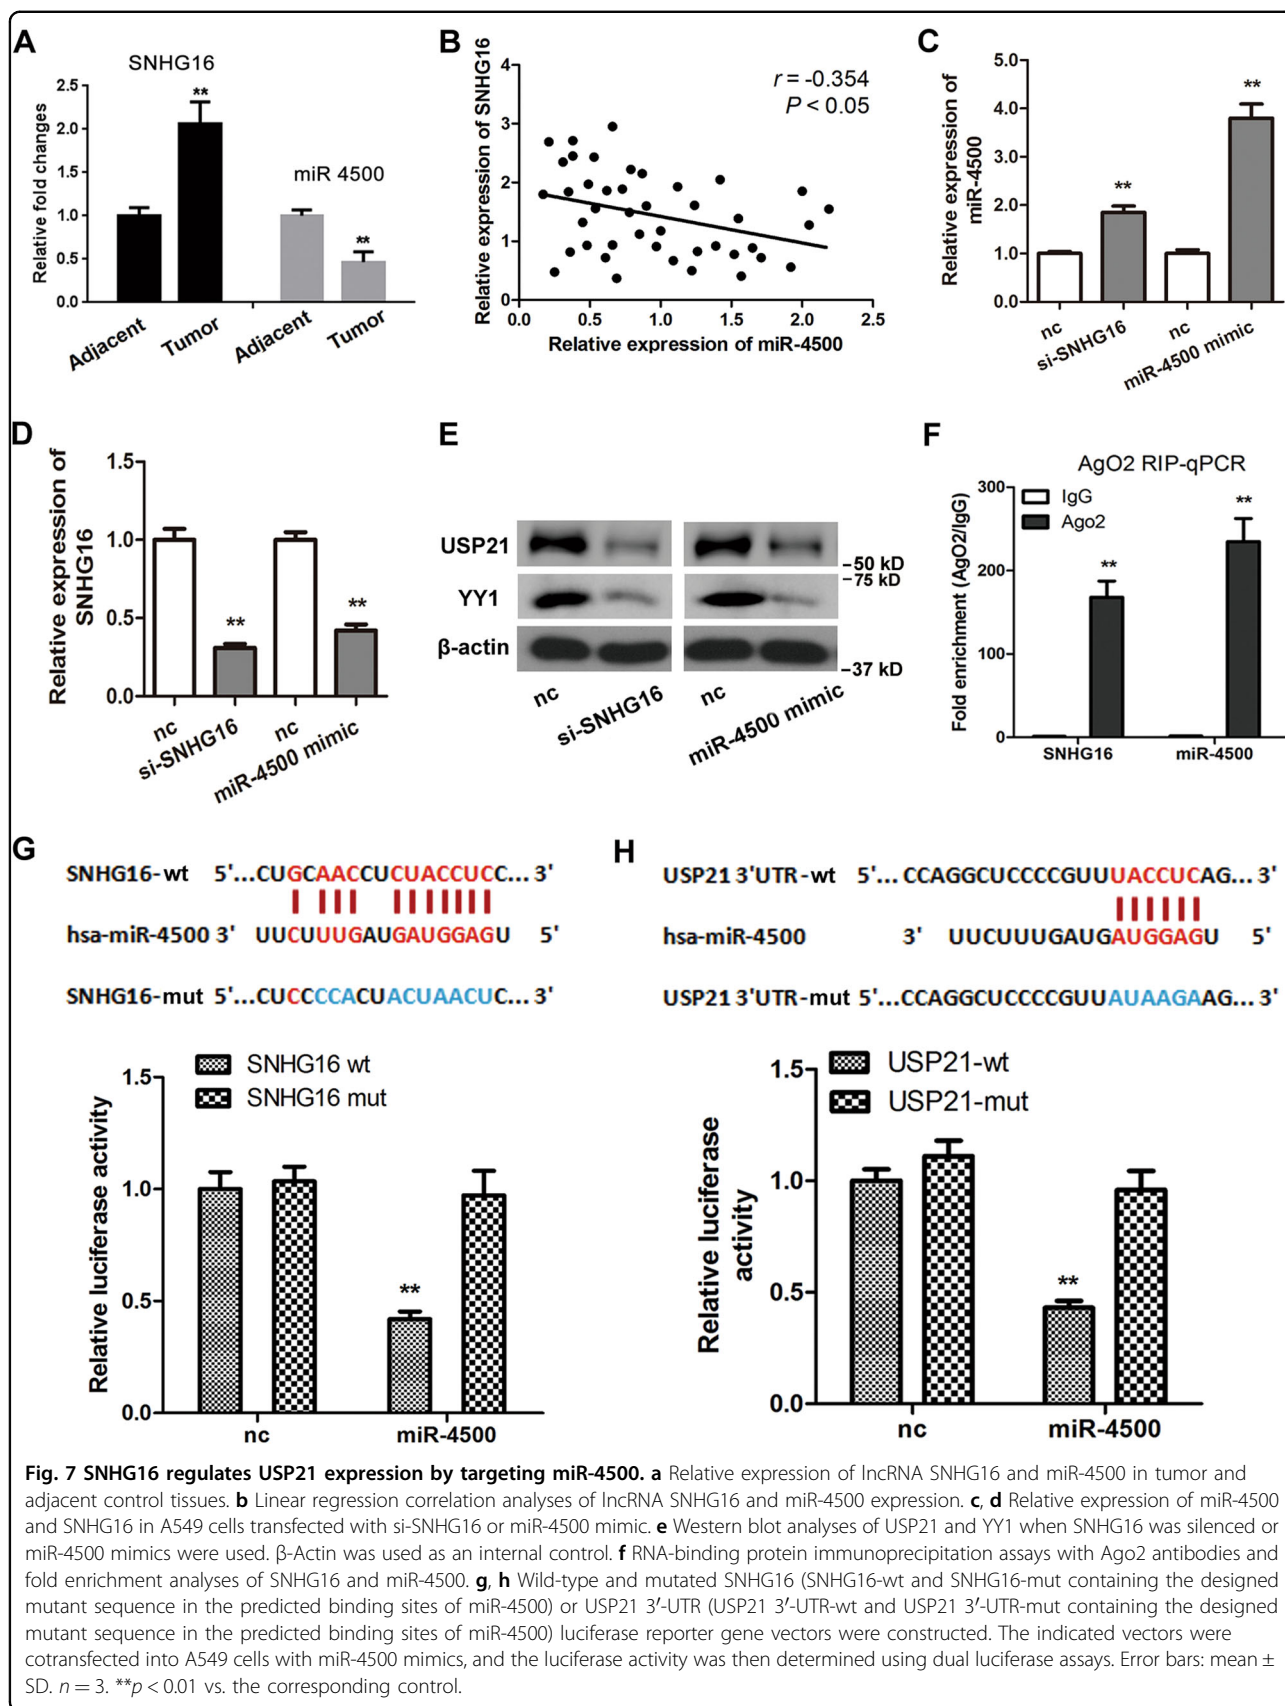 A
SNHG16
Relative fold changes
2.5
2.0
1.5
1.0
0.5
0.0
**
miR 4500
**
Adjacent
Tumor
Adjacent
Tumor
B
Relative expression of SNHG16
4
3
2
1
0
r = -0.354
P < 0.05
0.0 0.5 1.0 1.5 2.0 2.5
Relative expression of miR-4500
C
Relative expression of
miR-4500
5.0
4.0
3.0
2.0
1.0
0.0
**
**
nc
si-SNHG16
nc
miR-4500 mimic
D
Relative expression of
SNHG16
1.5
1.0
0.5
0.0
**
**
nc
si-SNHG16
nc
miR-4500 mimic
E
USP21
YY1
β-actin
–50 kD
–75 kD
–37 kD
nc
si-SNHG16
nc
miR-4500 mimic
F
AgO2 RIP-qPCR
IgG
Ago2
Fold enrichment (AgO2/IgG)
300
200
100
0
**
**
SNHG16
miR-4500
G
SNHG16-wt 5'...CUGCAACCUCUACCUCC... 3'
hsa-miR-4500 3' UUCUUUGAUGAUGGAGU 5'
SNHG16-mut 5'...CUCCCCACUACUAACUC... 3'
SNHG16 wt
SNHG16 mut
Relative luciferase activity
1.5
1.0
0.5
0.0
**
nc
miR-4500
H
USP21 3'UTR-wt 5'... CCAGGCUCCCCGUUUACCUCAG... 3'
hsa-miR-4500 3' UUCUUUGAUGAUGGAGU 5'
USP21 3'UTR-mut 5'... CCAGGCUCCCCGUUAUAAGAAG... 3'
USP21-wt
USP21-mut
Relative luciferase
activity
1.5
1.0
0.5
0.0
**
nc
miR-4500
Fig. 7 SNHG16 regulates USP21 expression by targeting miR-4500. a Relative expression of lncRNA SNHG16 and miR-4500 in tumor and
adjacent control tissues. b Linear regression correlation analyses of lncRNA SNHG16 and miR-4500 expression. c, d Relative expression of miR-4500
and SNHG16 in A549 cells transfected with si-SNHG16 or miR-4500 mimic. e Western blot analyses of USP21 and YY1 when SNHG16 was silenced or
miR-4500 mimics were used. β-Actin was used as an internal control. f RNA-binding protein immunoprecipitation assays with Ago2 antibodies and
fold enrichment analyses of SNHG16 and miR-4500. g, h Wild-type and mutated SNHG16 (SNHG16-wt and SNHG16-mut containing the designed
mutant sequence in the predicted binding sites of miR-4500) or USP21 3′-UTR (USP21 3′-UTR-wt and USP21 3′-UTR-mut containing the designed
mutant sequence in the predicted binding sites of miR-4500) luciferase reporter gene vectors were constructed. The indicated vectors were
cotransfected into A549 cells with miR-4500 mimics, and the luciferase activity was then determined using dual luciferase assays. Error bars: mean ±
SD. n = 3. **p < 0.01 vs. the corresponding control.